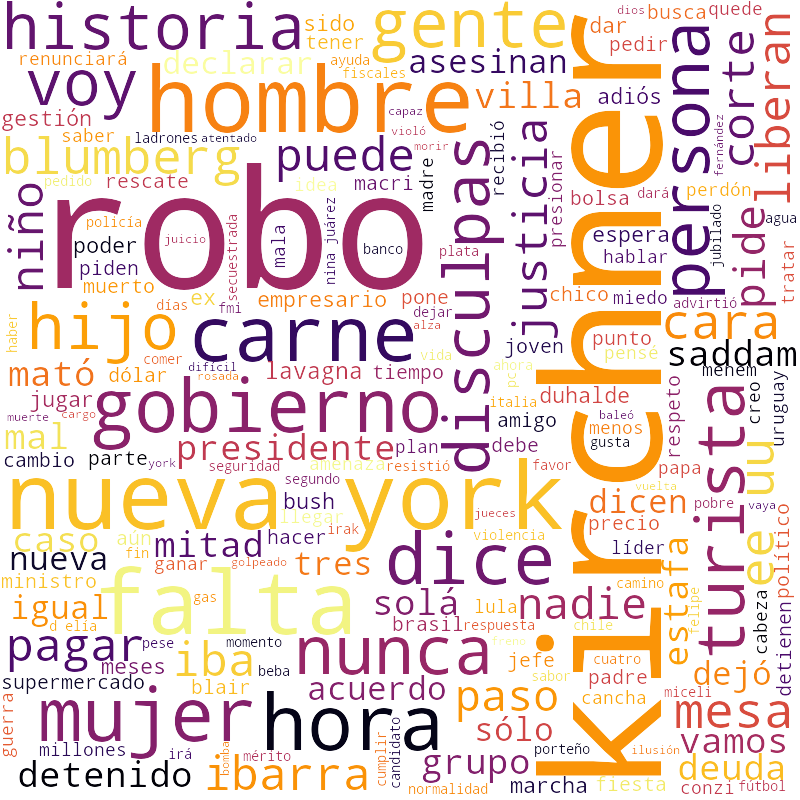 historia
gente
sido
tener
dar
busca
dios
quede
pedir
renunciará
declarar
ayuda
fiscales
asesinan
voy
hombre
villa
adiós
gestión
saber
ladrones
atentado
capaz
violó
morir
recibió
persona
corte
liberan
fernández
blumberg
puede
disculpas
justicia
presionar
kirchner
pedido
rescate
idea
macri
madre
bolsa
dará
perdón
niño
robo
policía
poder
juicio
secuestrada
mala
nina juárez
banco
plata
espera
hablar
jubilado
agua
pide
tratar
piden
muerto
ex
empresario
pone
chico
miedo
advirtió
haber
hijo
días
fmi
carne
dejar
alza
vida
ahora
pc
joven
italia
punto
pensé
cara
saddam
menem
creo
uruguay
comer
difícil
rosada
mató
dólar
lavagna
tiempo
duhalde
jugar
gobierno
amigo
baleó
menos
gusta
respeto
muerte
cargo
mal
presidente
plan
debe
papa
turista
ee
uu
cambio
parte
york
seguridad
segundo
amenaza
resistió
favor
vuelta
pobre
vaya
nueva york
bush
llegar
irak
jueces
dicen
precio
líder
político
caso
aún
fin
mitad
hacer
violencia
estafa
cabeza
nueva
ganar
golpeado
tres
dice
camino
ministro
gas
falta
solá
lula
nadie
felipe
detienen
igual
d elia
brasil
respuesta
chile
freno
pagar
pese
momento
iba
nunca
jefe
cuatro
padre
dejó
meses
beba
blair
acuerdo
paso
sabor
cancha
miceli
mesa
supermercado
guerra
mujer
hora
sólo
porteño
ilusión
vamos
millones
irá
mérito
bomba
cumplir
candidato
grupo
deuda
detenido
ibarra
normalidad
marcha
fiesta
conzi
fútbol